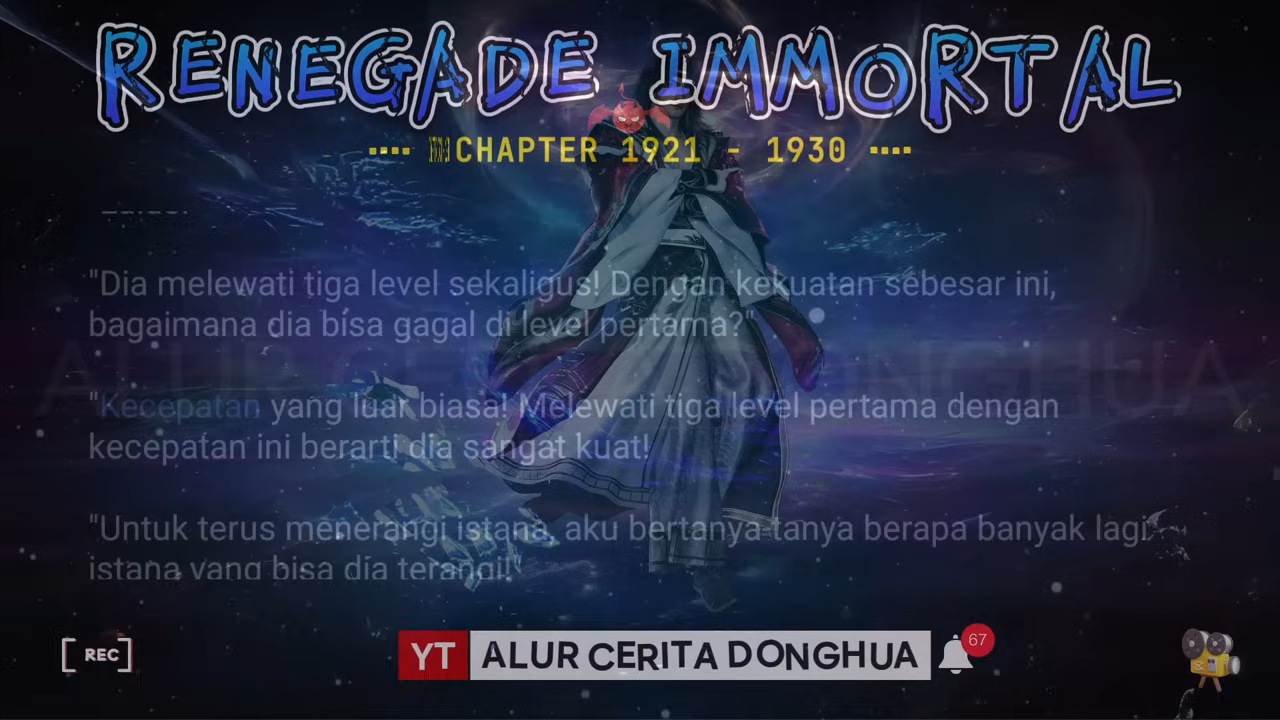 RENEGADE IMMORTAL
CHAPTER 1921 - 1930
"Dia melewati tiga level sekaligus! Dengan kekuatan sebesar ini,
bagaimana dia bisa gagal di level pertama?"
"Kecepatan yang luar biasa! Melewati tiga level pertama dengan
kecepatan ini berarti dia sangat kuat!
"Untuk terus menerangi istana, aku bertanya-tanya berapa banyak lagi
istana yang bisa dia terangi!"
ALUR CERITA DONGHUA
[REC]
YT ALUR CERITA DONGHUA
67